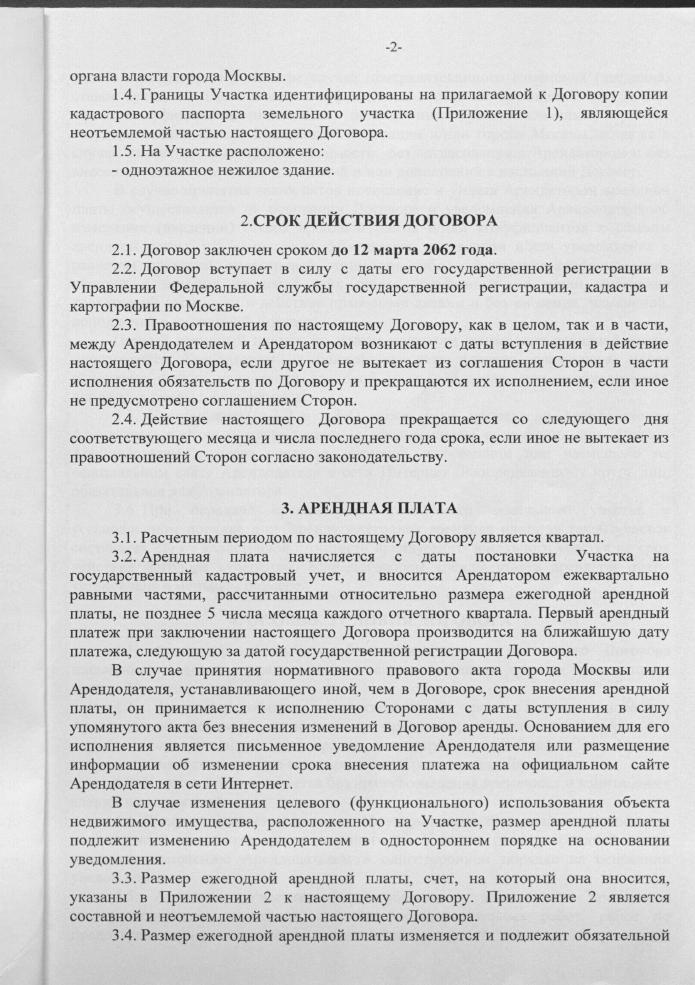 -2-
органа власти города Москвы.
1.4. Границы Участка идентифицированы на прилагаемой к Договору копии
кадастрового паспорта земельного участка (Приложение 1), являющейся
неотъемлемой частью настоящего Договора.
1.5. На Участке расположено:
- одноэтажное нежилое здание.
2.СРОК ДЕЙСТВИЯ ДОГОВОРА
2.1. Договор заключен сроком до 12 марта 2062 года.
2.2. Договор вступает в силу с даты его государственной регистрации в
Управлении Федеральной службы государственной регистрации, кадастра и
картографии по Москве.
2.3. Правоотношения по настоящему Договору, как в целом, так и в части,
между Арендодателем и Арендатором возникают с даты вступления в действие
настоящего Договора, если другое не вытекает из соглашения Сторон в части
исполнения обязательств по Договору и прекращаются их исполнением, если иное
не предусмотрено соглашением Сторон.
2.4. Действие настоящего Договора прекращается со следующего дня
соответствующего месяца и числа последнего года срока, если иное не вытекает из
правоотношений Сторон согласно законодательству.
3. АРЕНДНАЯ ПЛАТА
3.1. Расчетным периодом по настоящему Договору является квартал.
3.2. Арендная плата начисляется с даты постановки Участка на
государственный кадастровый учет, и вносится Арендатором ежеквартально
равными частями, рассчитанными относительно размера ежегодной арендной
платы, не позднее 5 числа месяца каждого отчетного квартала. Первый арендный
платеж при заключении настоящего Договора производится на ближайшую дату
платежа, следующую за датой государственной регистрации Договора.
В случае принятия нормативного правового акта города Москвы или
Арендодателя, устанавливающего иной, чем в Договоре, срок внесения арендной
платы, он принимается к исполнению Сторонами с даты вступления в силу
упомянутого акта без внесения изменений в Договор аренды. Основанием для его
исполнения является письменное уведомление Арендодателя или размещение
информации об изменении срока внесения платежа на официальном сайте
Арендодателя в сети Интернет.
В случае изменения целевого (функционального) использования объекта
недвижимого имущества, расположенного на Участке, размер арендной платы
подлежит изменению Арендодателем в одностороннем порядке на основании
уведомления.
3.3. Размер ежегодной арендной платы, счет, на который она вносится,
указаны в Приложении 2 к настоящему Договору. Приложение 2 является
составной и неотъемлемой частью настоящего Договора.
3.4. Размер ежегодной арендной платы изменяется и подлежит обязательной